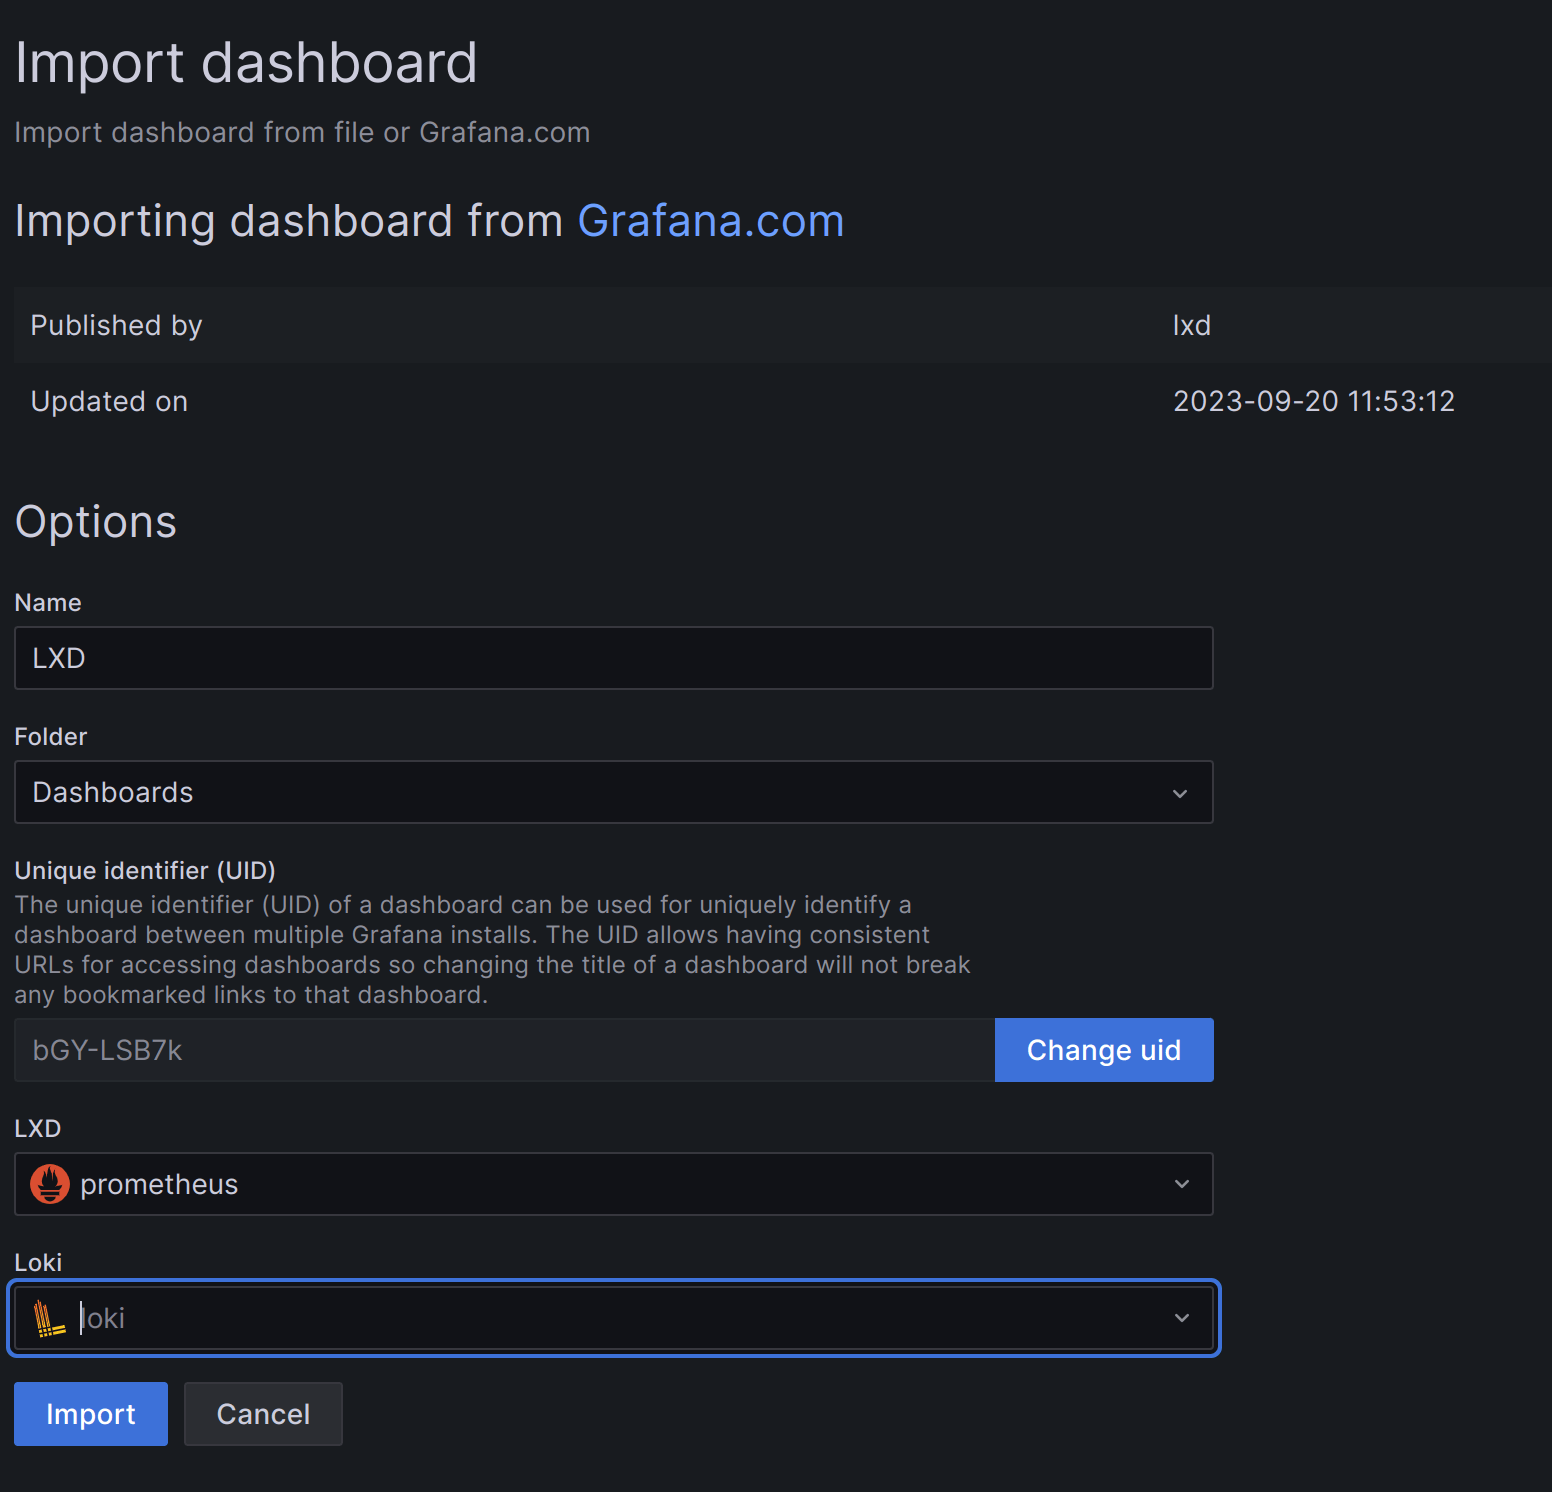 Import dashboard
Import dashboard from file or Grafana.com
Importing dashboard from Grafana.com
Published by lxd
Updated on 2023-09-20 11:53:12
Options
Name
LXD
Folder
Dashboards
Unique identifier (UID)
The unique identifier (UID) of a dashboard can be used for uniquely identify a
dashboard between multiple Grafana installs. The UID allows having consistent
URLs for accessing dashboards so changing the title of a dashboard will not break
any bookmarked links to that dashboard.
bGY-LSB7k Change uid
LXD
prometheus
Loki
loki
Import Cancel